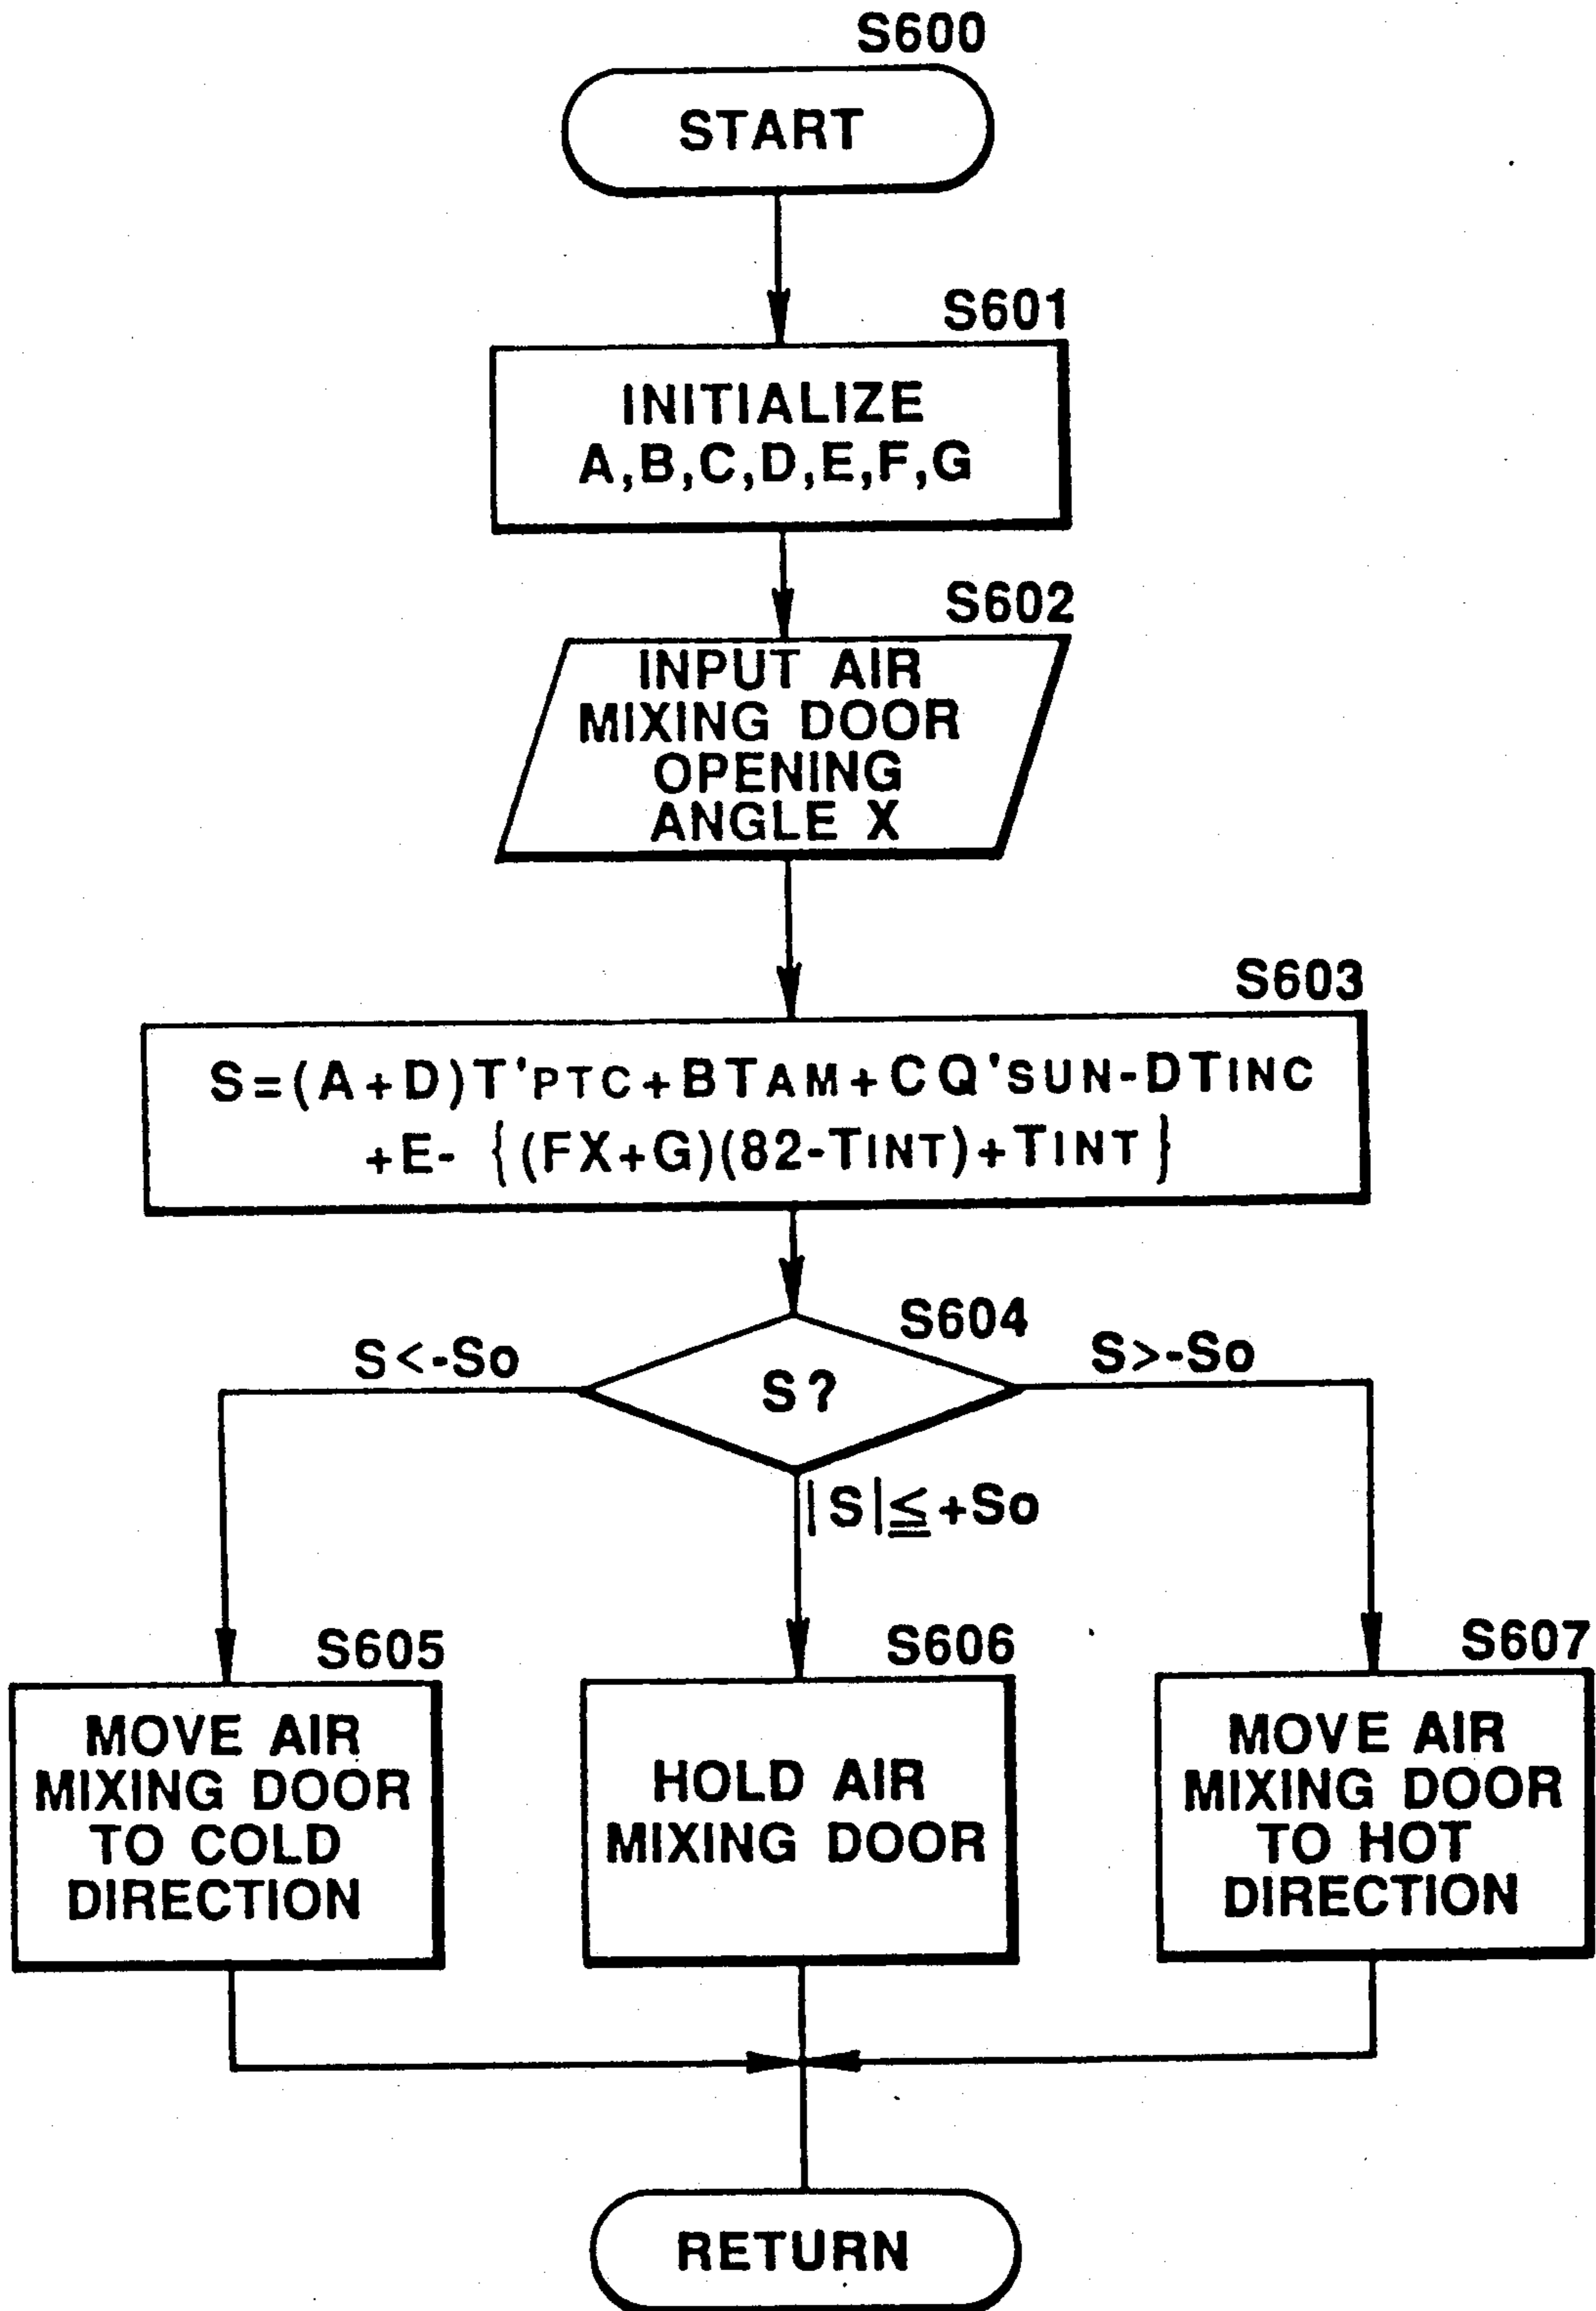 S600
START
S601
INITIALIZE
A,B,C,D,E,F,G
S602
INPUT AIR
MIXING DOOR
OPENING
ANGLE X
S603
S=(A+D)T'PTC+BTAM+CQ'SUN-DTINC
+E- {(FX+G)(82-TINT)+TINT}
S604
S<-So
S?
S>-So
|S|≦+So
S605
MOVE AIR
MIXING DOOR
TO COLD
DIRECTION
S606
HOLD AIR
MIXING DOOR
S607
MOVE AIR
MIXING DOOR
TO HOT
DIRECTION
RETURN